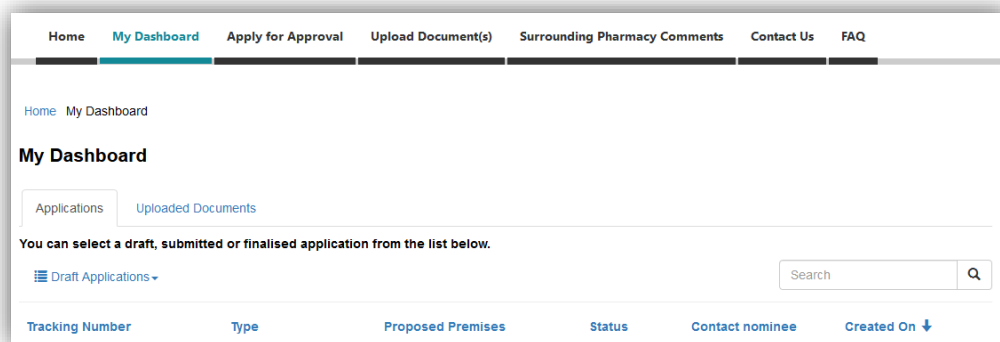 Home My Dashboard Apply for Approval Upload Document(s) Surrounding Pharmacy Comments Contact Us FAQ
Home My Dashboard
My Dashboard
Applications Uploaded Documents
You can select a draft, submitted or finalised application from the list below.
Draft Applications Search
Tracking Number Type Proposed Premises Status Contact nominee Created On